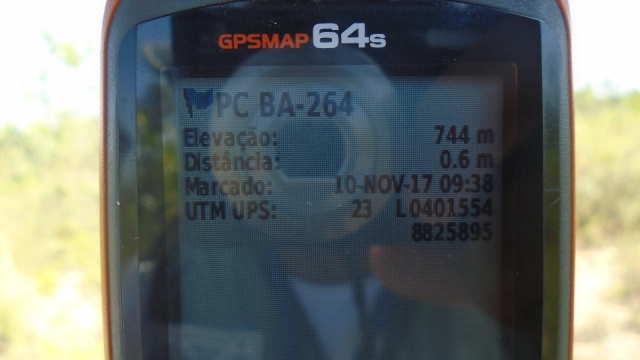 GPSMAP 64s
PC BA-264
Elevação: 744 m
Distância: 0.6 m
Marcado: 10-NOV-17 09:38
UTM UPS: 23 L0401554
8825895